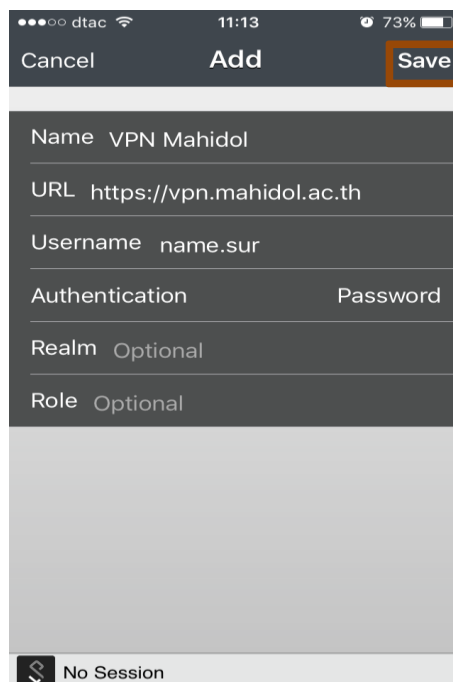 dtac 11:13 73%
Cancel Add Save
Name VPN Mahidol
URL https://vpn.mahidol.ac.th
Username name.sur
Authentication Password
Realm Optional
Role Optional
No Session